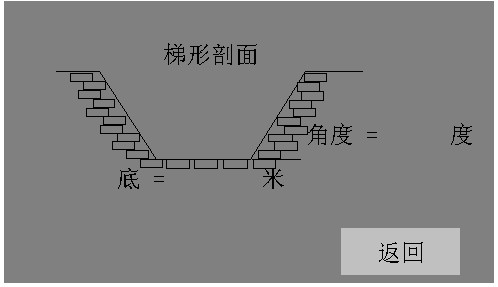 梯形剖面
角度 = 度
底 = 米
返回